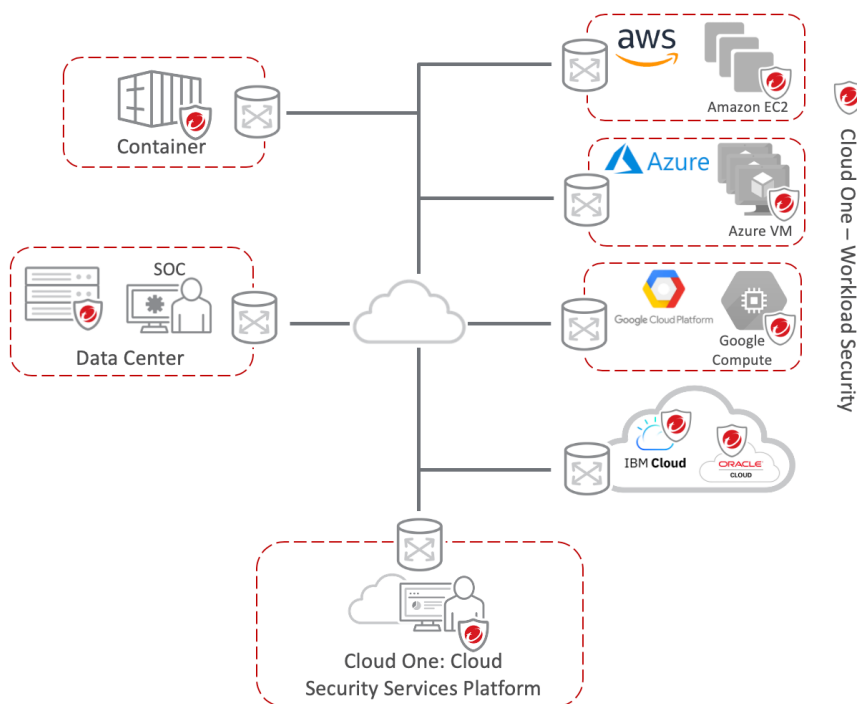 aws
Amazon EC2
Container
Azure
Azure VM
SOC
Data Center
Google Cloud Platform
Google
Compute
IBM Cloud
ORACLE
CLOUD
Cloud One: Cloud
Security Services Platform
Cloud One – Workload Security